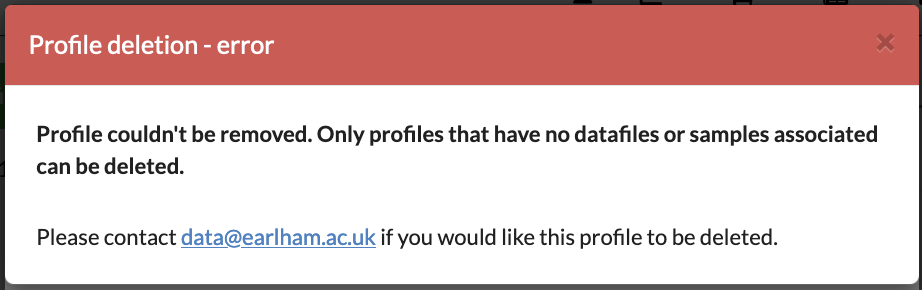 Profile deletion - error
Profile couldn't be removed. Only profiles that have no datafiles or samples associated
can be deleted.
Please contact data@earlham.ac.uk if you would like this profile to be deleted.